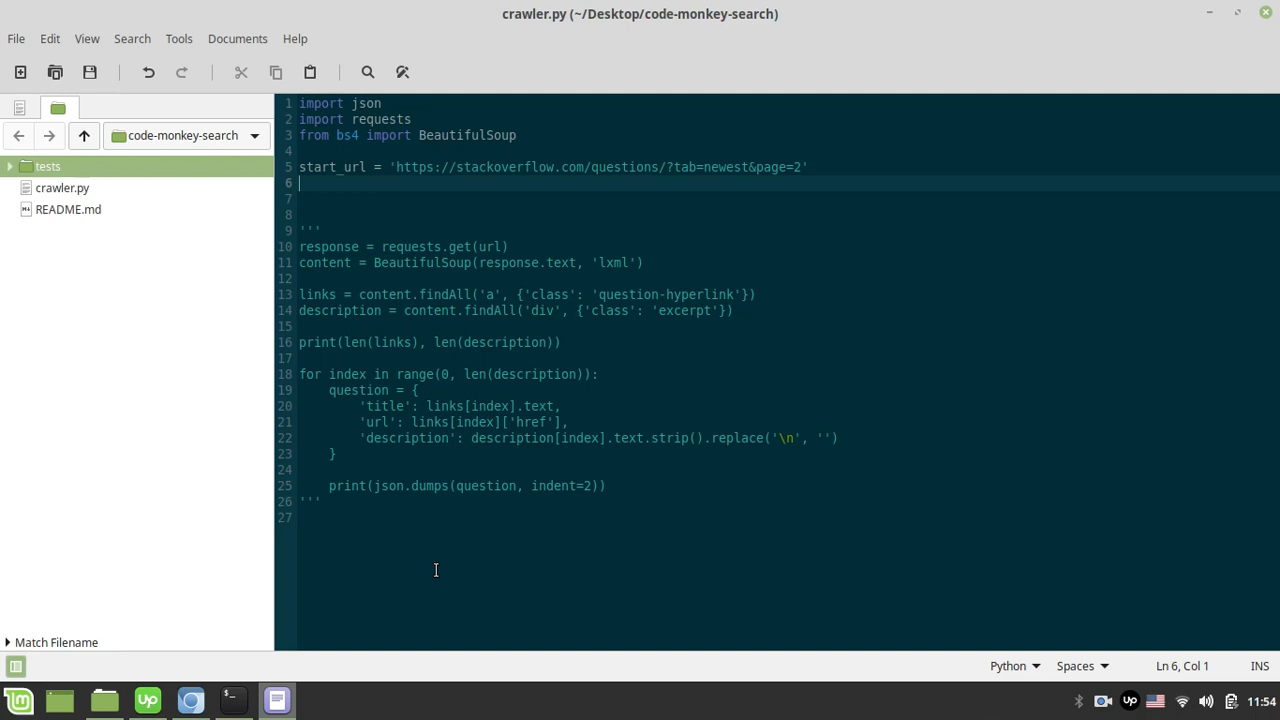 crawler.py (~/Desktop/code-monkey-search)
File Edit View Search Tools Documents Help
code-monkey-search
tests
crawler.py
README.md
Match Filename
1 import json
2 import requests
3 from bs4 import BeautifulSoup
4
5 start_url = 'https://stackoverflow.com/questions/?tab=newest&page=2'
6
7
8
9 '''
10 response = requests.get(url)
11 content = BeautifulSoup(response.text, 'lxml')
12
13 links = content.findAll('a', {'class': 'question-hyperlink'})
14 description = content.findAll('div', {'class': 'excerpt'})
15
16 print(len(links), len(description))
17
18 for index in range(0, len(description)):
19     question = {
20         'title': links[index].text,
21         'url': links[index]['href'],
22         'description': description[index].text.strip().replace('\n', '')
23     }
24
25     print(json.dumps(question, indent=2))
26 '''
27
Python Spaces Ln 6, Col 1 INS
Up Up 11:54